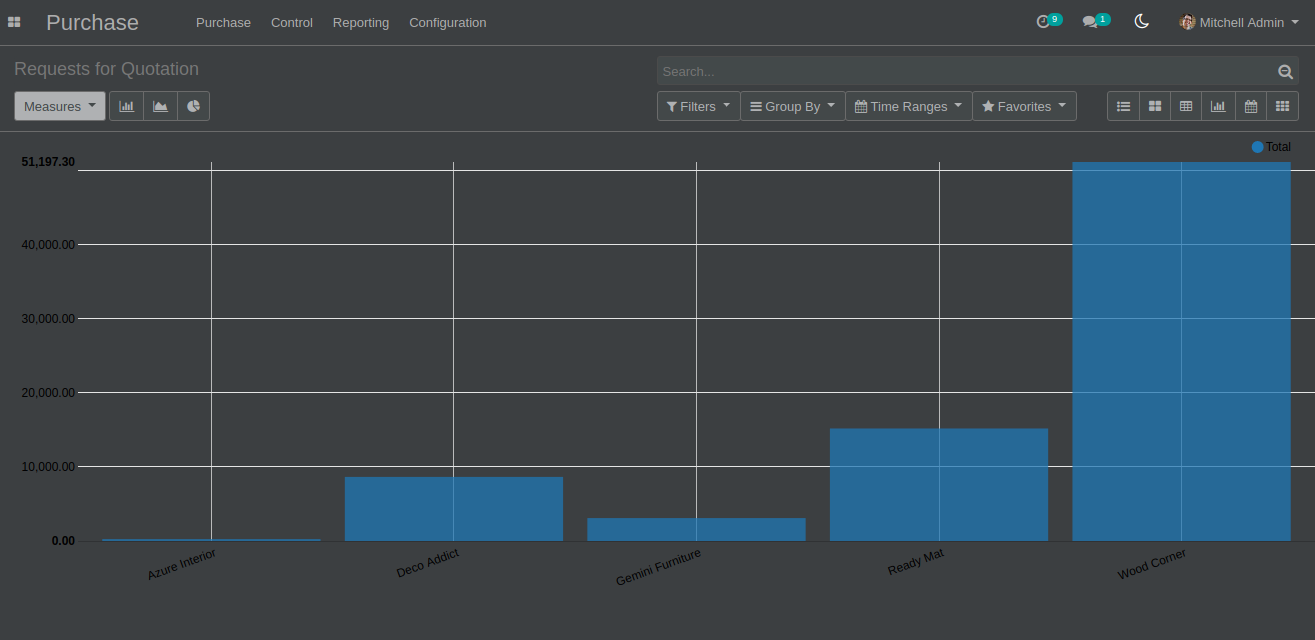 Purchase Purchase Control Reporting Configuration 9 1 Mitchell Admin
Requests for Quotation Search...
Measures Filters Group By Time Ranges Favorites
Total
51,197.30
40,000.00
30,000.00
20,000.00
10,000.00
0.00
Azure Interior Deco Addict Gemini Furniture Ready Mat Wood Corner